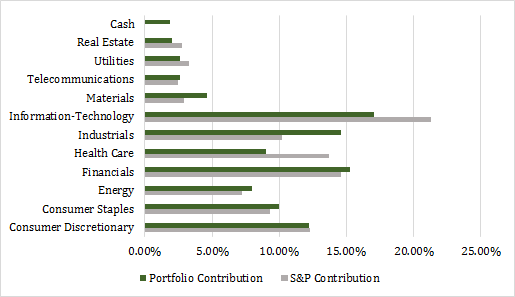 Cash
Real Estate
Utilities
Telecommunications
Materials
Information-Technology
Industrials
Health Care
Financials
Energy
Consumer Staples
Consumer Discretionary
0.00% 5.00% 10.00% 15.00% 20.00% 25.00%
Portfolio Contribution S&P Contribution